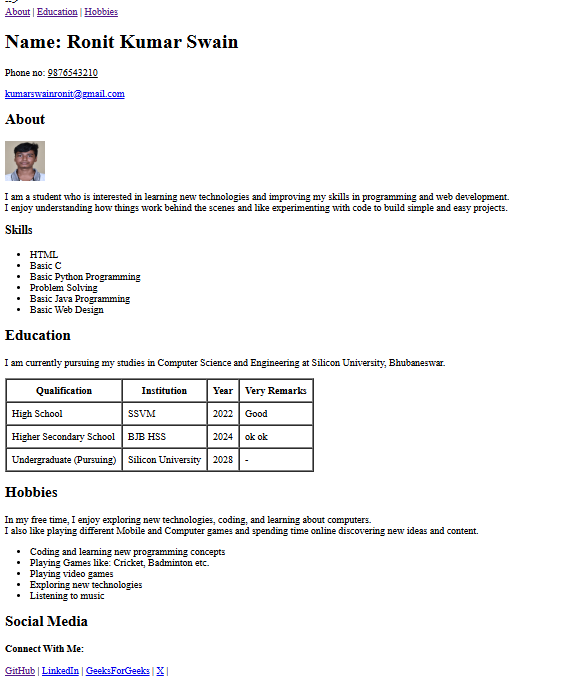 -->
About | Education | Hobbies
Name: Ronit Kumar Swain
Phone no: 9876543210
kumarswainronit@gmail.com
About
I am a student who is interested in learning new technologies and improving my skills in programming and web development.
I enjoy understanding how things work behind the scenes and like experimenting with code to build simple and easy projects.
Skills
• HTML
• Basic C
• Basic Python Programming
• Problem Solving
• Basic Java Programming
• Basic Web Design
Education
I am currently pursuing my studies in Computer Science and Engineering at Silicon University, Bhubaneswar.
Qualification Institution Year Very Remarks
High School SSVM 2022 Good
Higher Secondary School BJB HSS 2024 ok ok
Undergraduate (Pursuing) Silicon University 2028 -
Hobbies
In my free time, I enjoy exploring new technologies, coding, and learning about computers.
I also like playing different Mobile and Computer games and spending time online discovering new ideas and content.
• Coding and learning new programming concepts
• Playing Games like: Cricket, Badminton etc.
• Playing video games
• Exploring new technologies
• Listening to music
Social Media
Connect With Me:
GitHub | LinkedIn | GeeksForGeeks | X |